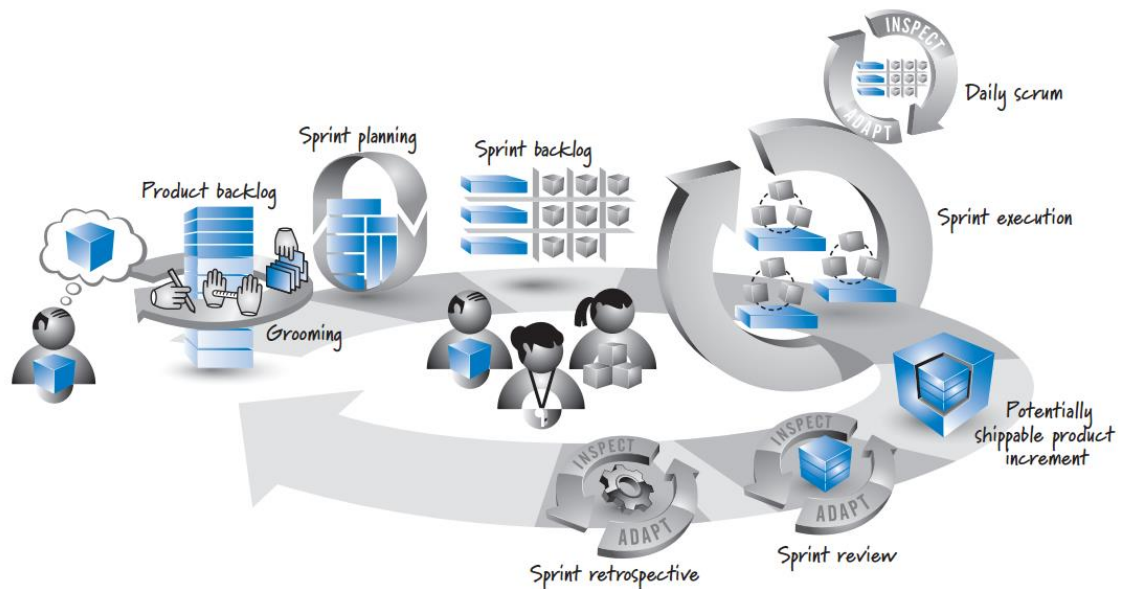 INSPECT
ADAPT
Daily scrum
Sprint planning
Sprint backlog
Product backlog
Sprint execution
Grooming
Potentially
shippable product
increment
INSPECT
ADAPT
Sprint review
INSPECT
ADAPT
Sprint retrospective